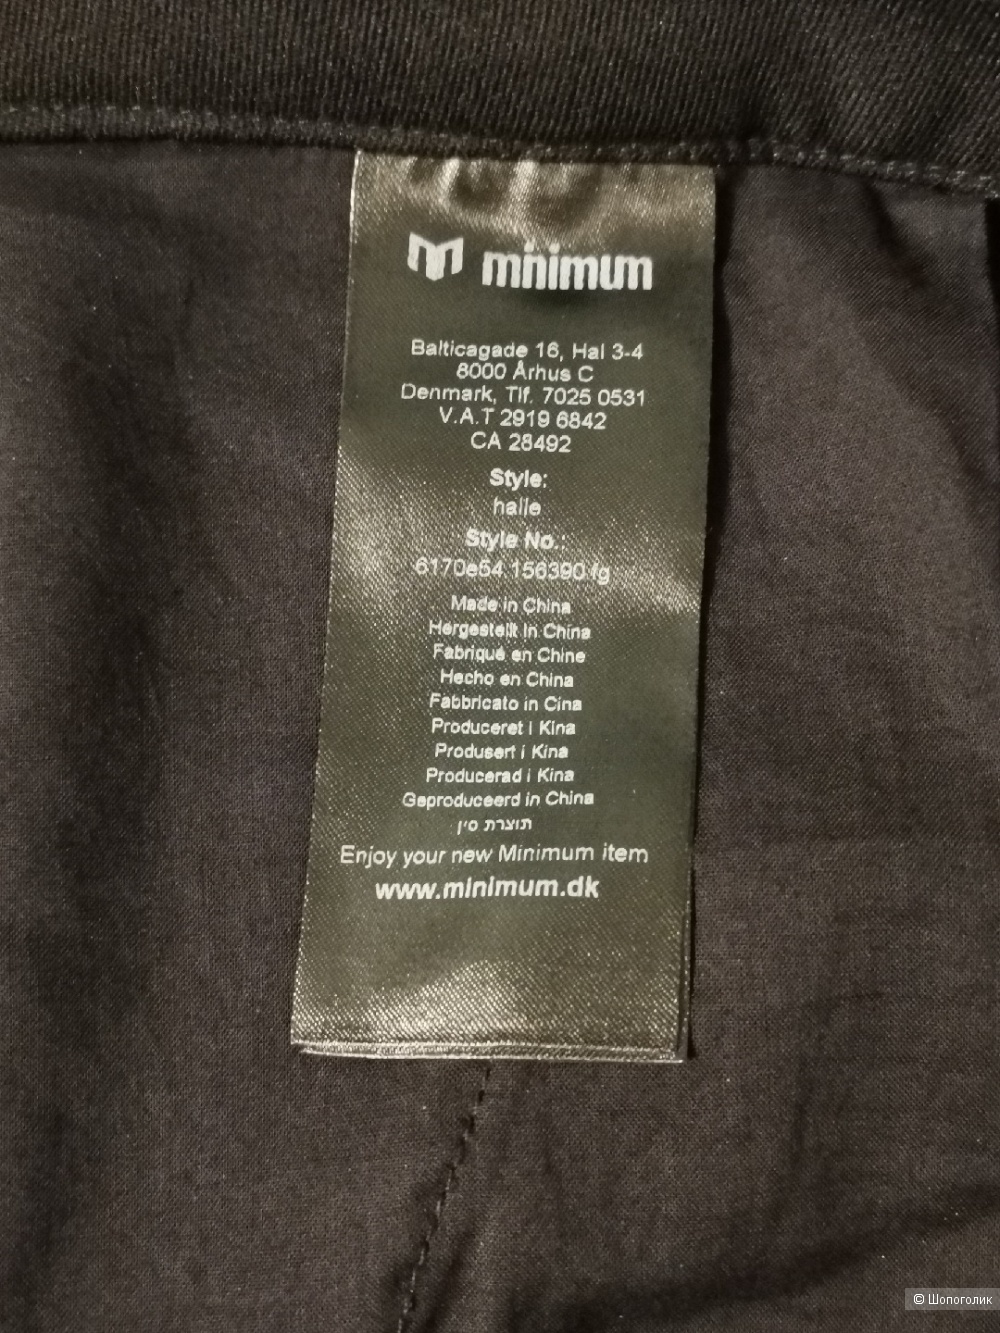 minimum
Balticagade 16, Hal 3-4
8000 Århus C
Denmark, Tlf. 7025 0531
V.A.T 2919 6842
CA 28492
Style:
halle
Style No.:
6170e54.156390 fg
Made in China
Hergestellt in China
Fabriqué en Chine
Hecho en China
Fabbricato in Cina
Produceret i Kina
Produsert i Kina
Producerad i Kina
Geproduceerd in China
תוצרת סין
Enjoy your new Minimum item
www.minimum.dk
© Шопоголик